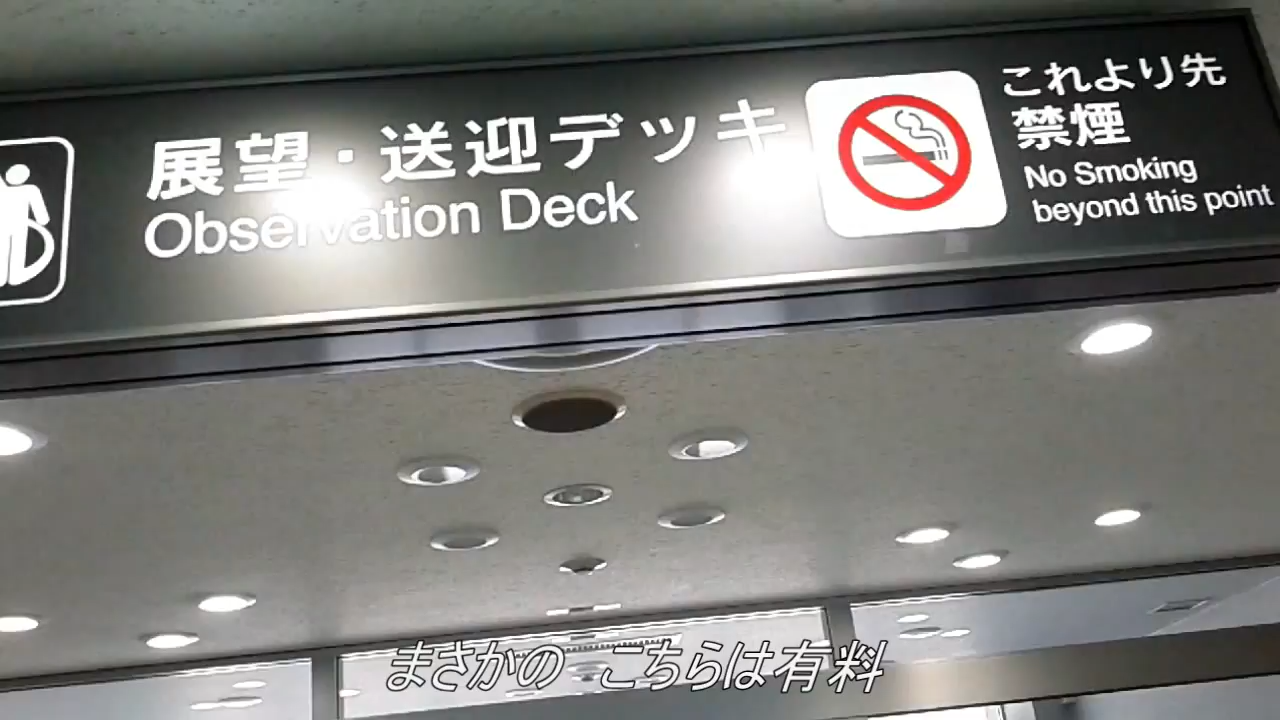 展望・送迎デッキ
Observation Deck
これより先
禁煙
No Smoking
beyond this point
まさかの こちらは有料